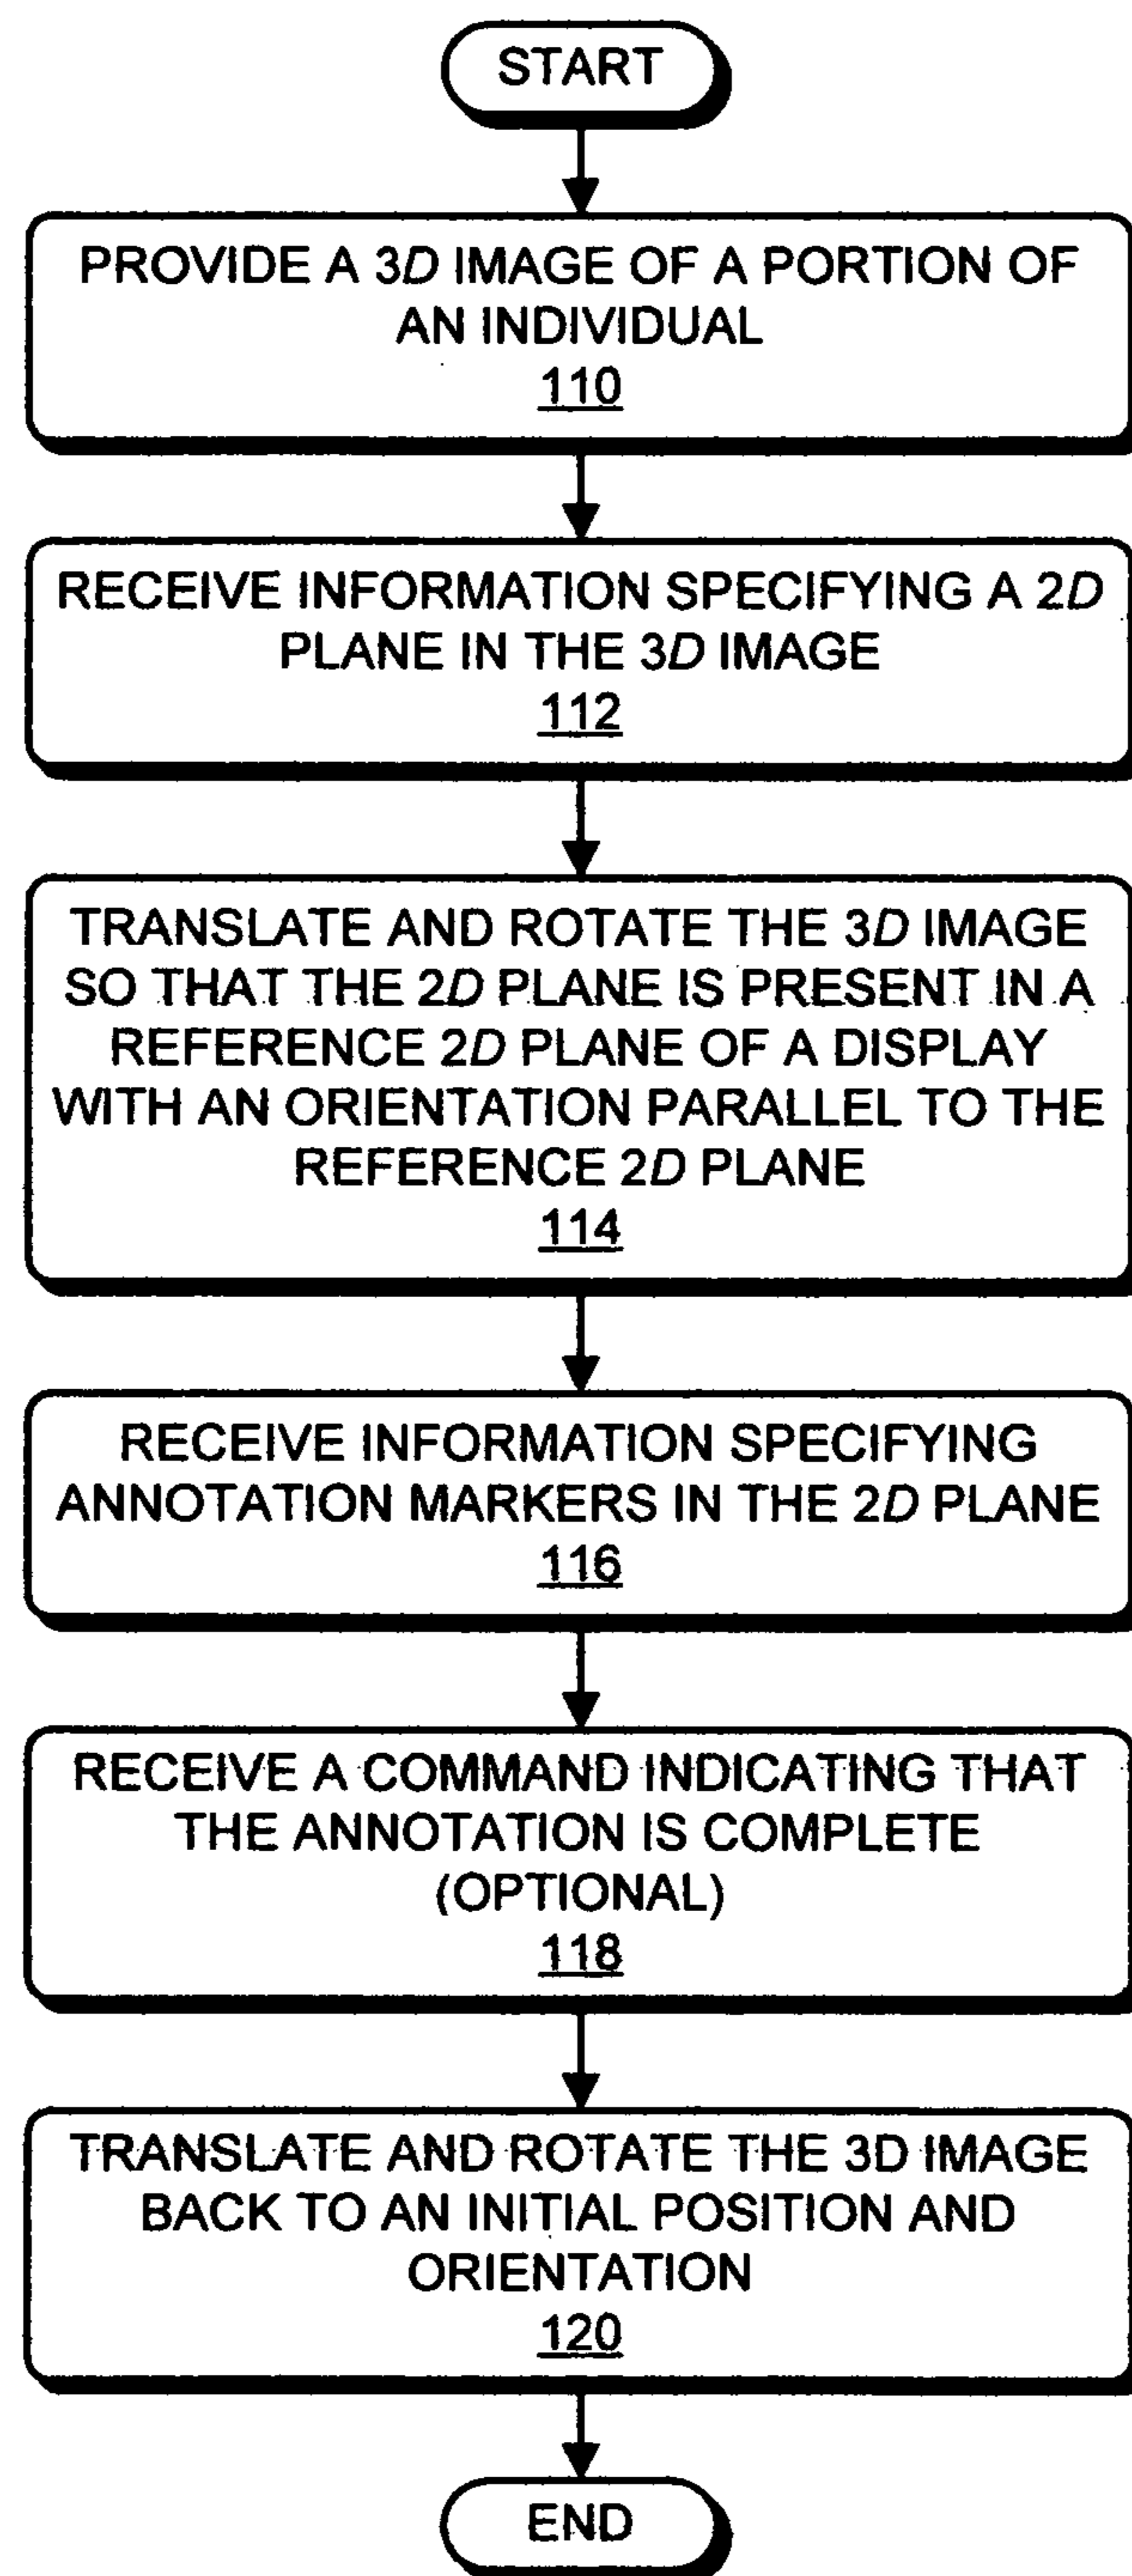 START
PROVIDE A 3D IMAGE OF A PORTION OF
AN INDIVIDUAL
110
RECEIVE INFORMATION SPECIFYING A 2D
PLANE IN THE 3D IMAGE
112
TRANSLATE AND ROTATE THE 3D IMAGE
SO THAT THE 2D PLANE IS PRESENT IN A
REFERENCE 2D PLANE OF A DISPLAY
WITH AN ORIENTATION PARALLEL TO THE
REFERENCE 2D PLANE
114
RECEIVE INFORMATION SPECIFYING
ANNOTATION MARKERS IN THE 2D PLANE
116
RECEIVE A COMMAND INDICATING THAT
THE ANNOTATION IS COMPLETE
(OPTIONAL)
118
TRANSLATE AND ROTATE THE 3D IMAGE
BACK TO AN INITIAL POSITION AND
ORIENTATION
120
END